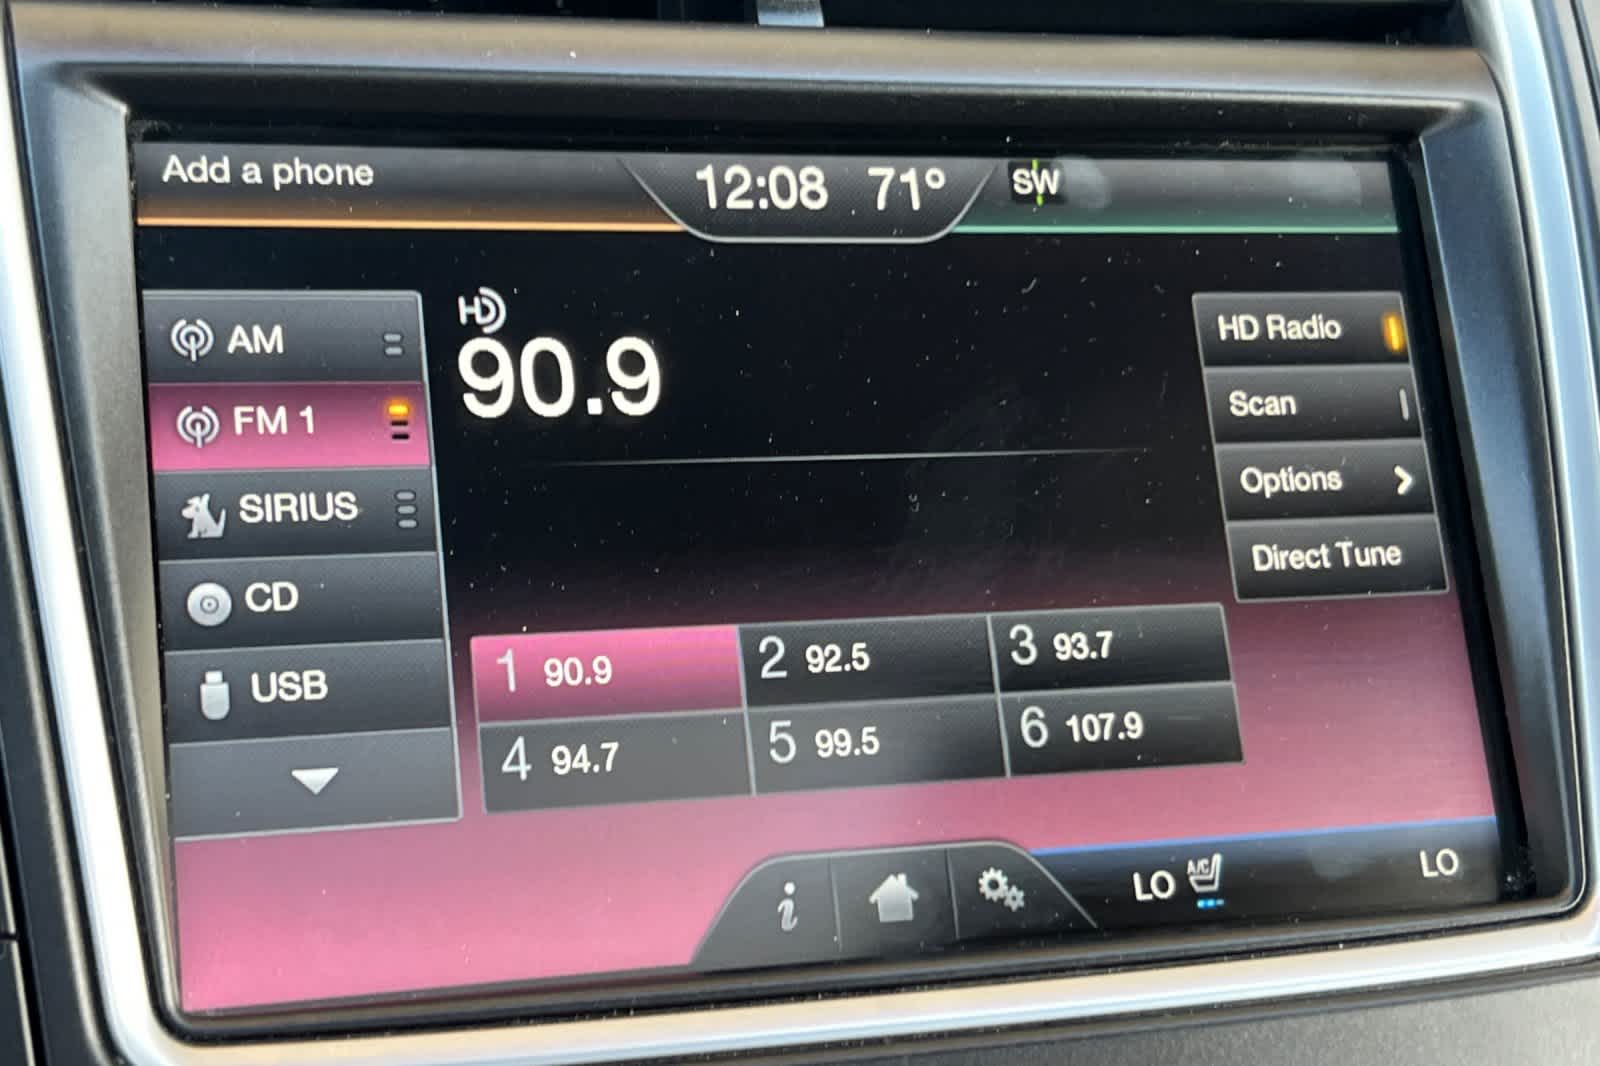 Add a phone
12:08 71° SW
AM
FM 1
SIRIUS
CD
USB
HD
90.9
HD Radio
Scan
Options
Direct Tune
1 90.9
2 92.5
3 93.7
4 94.7
5 99.5
6 107.9
i
LO A/C LO